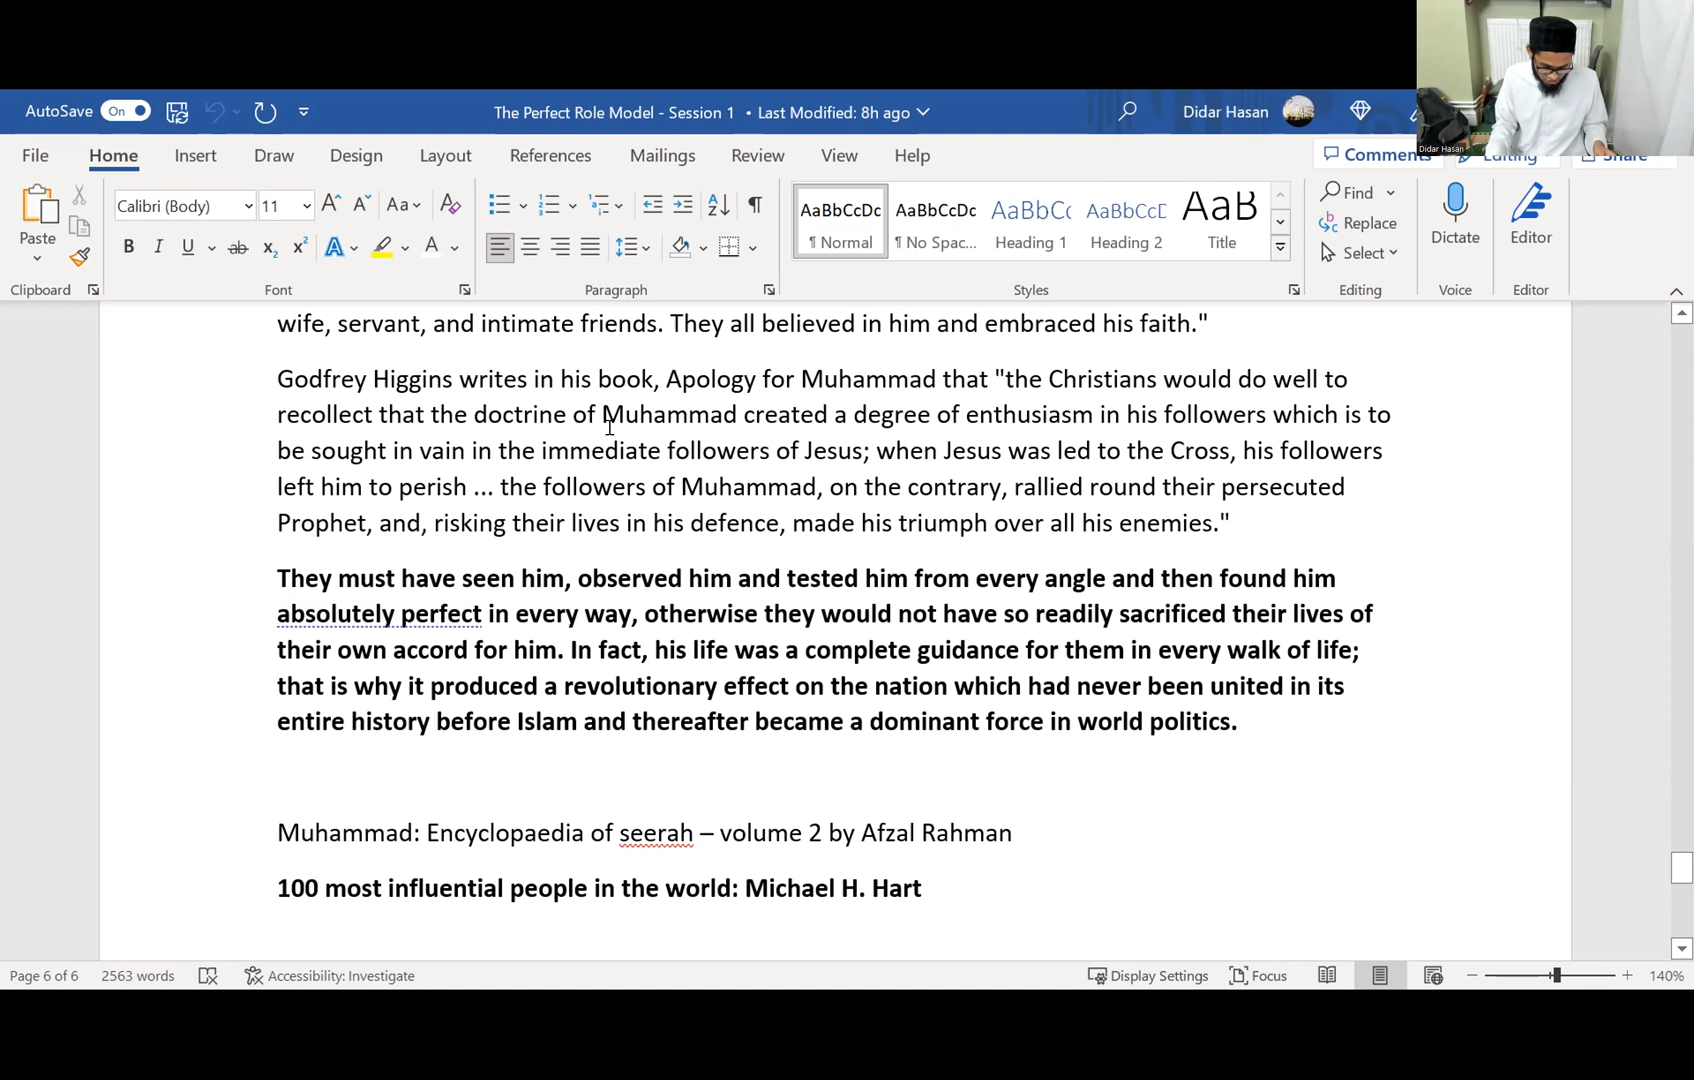 AutoSave On
The Perfect Role Model - Session 1 • Last Modified: 8h ago
Didar Hasan
Didar Hasan
File Home Insert Draw Design Layout References Mailings Review View Help
Comments Editing Share
Paste
Calibri (Body) 11
Aa
A
B I U ab x₂ x² A A
AaBbCcDc AaBbCcDc AaBbCc AaBbCcD AaB
¶ Normal ¶ No Spac... Heading 1 Heading 2 Title
Find
Replace
Select
Dictate
Editor
Clipboard Font Paragraph Styles Editing Voice Editor
wife, servant, and intimate friends. They all believed in him and embraced his faith."
Godfrey Higgins writes in his book, Apology for Muhammad that "the Christians would do well to
recollect that the doctrine of Muhammad created a degree of enthusiasm in his followers which is to
be sought in vain in the immediate followers of Jesus; when Jesus was led to the Cross, his followers
left him to perish ... the followers of Muhammad, on the contrary, rallied round their persecuted
Prophet, and, risking their lives in his defence, made his triumph over all his enemies."
They must have seen him, observed him and tested him from every angle and then found him
absolutely perfect in every way, otherwise they would not have so readily sacrificed their lives of
their own accord for him. In fact, his life was a complete guidance for them in every walk of life;
that is why it produced a revolutionary effect on the nation which had never been united in its
entire history before Islam and thereafter became a dominant force in world politics.
Muhammad: Encyclopaedia of seerah – volume 2 by Afzal Rahman
100 most influential people in the world: Michael H. Hart
Page 6 of 6 2563 words Accessibility: Investigate Display Settings Focus 140%